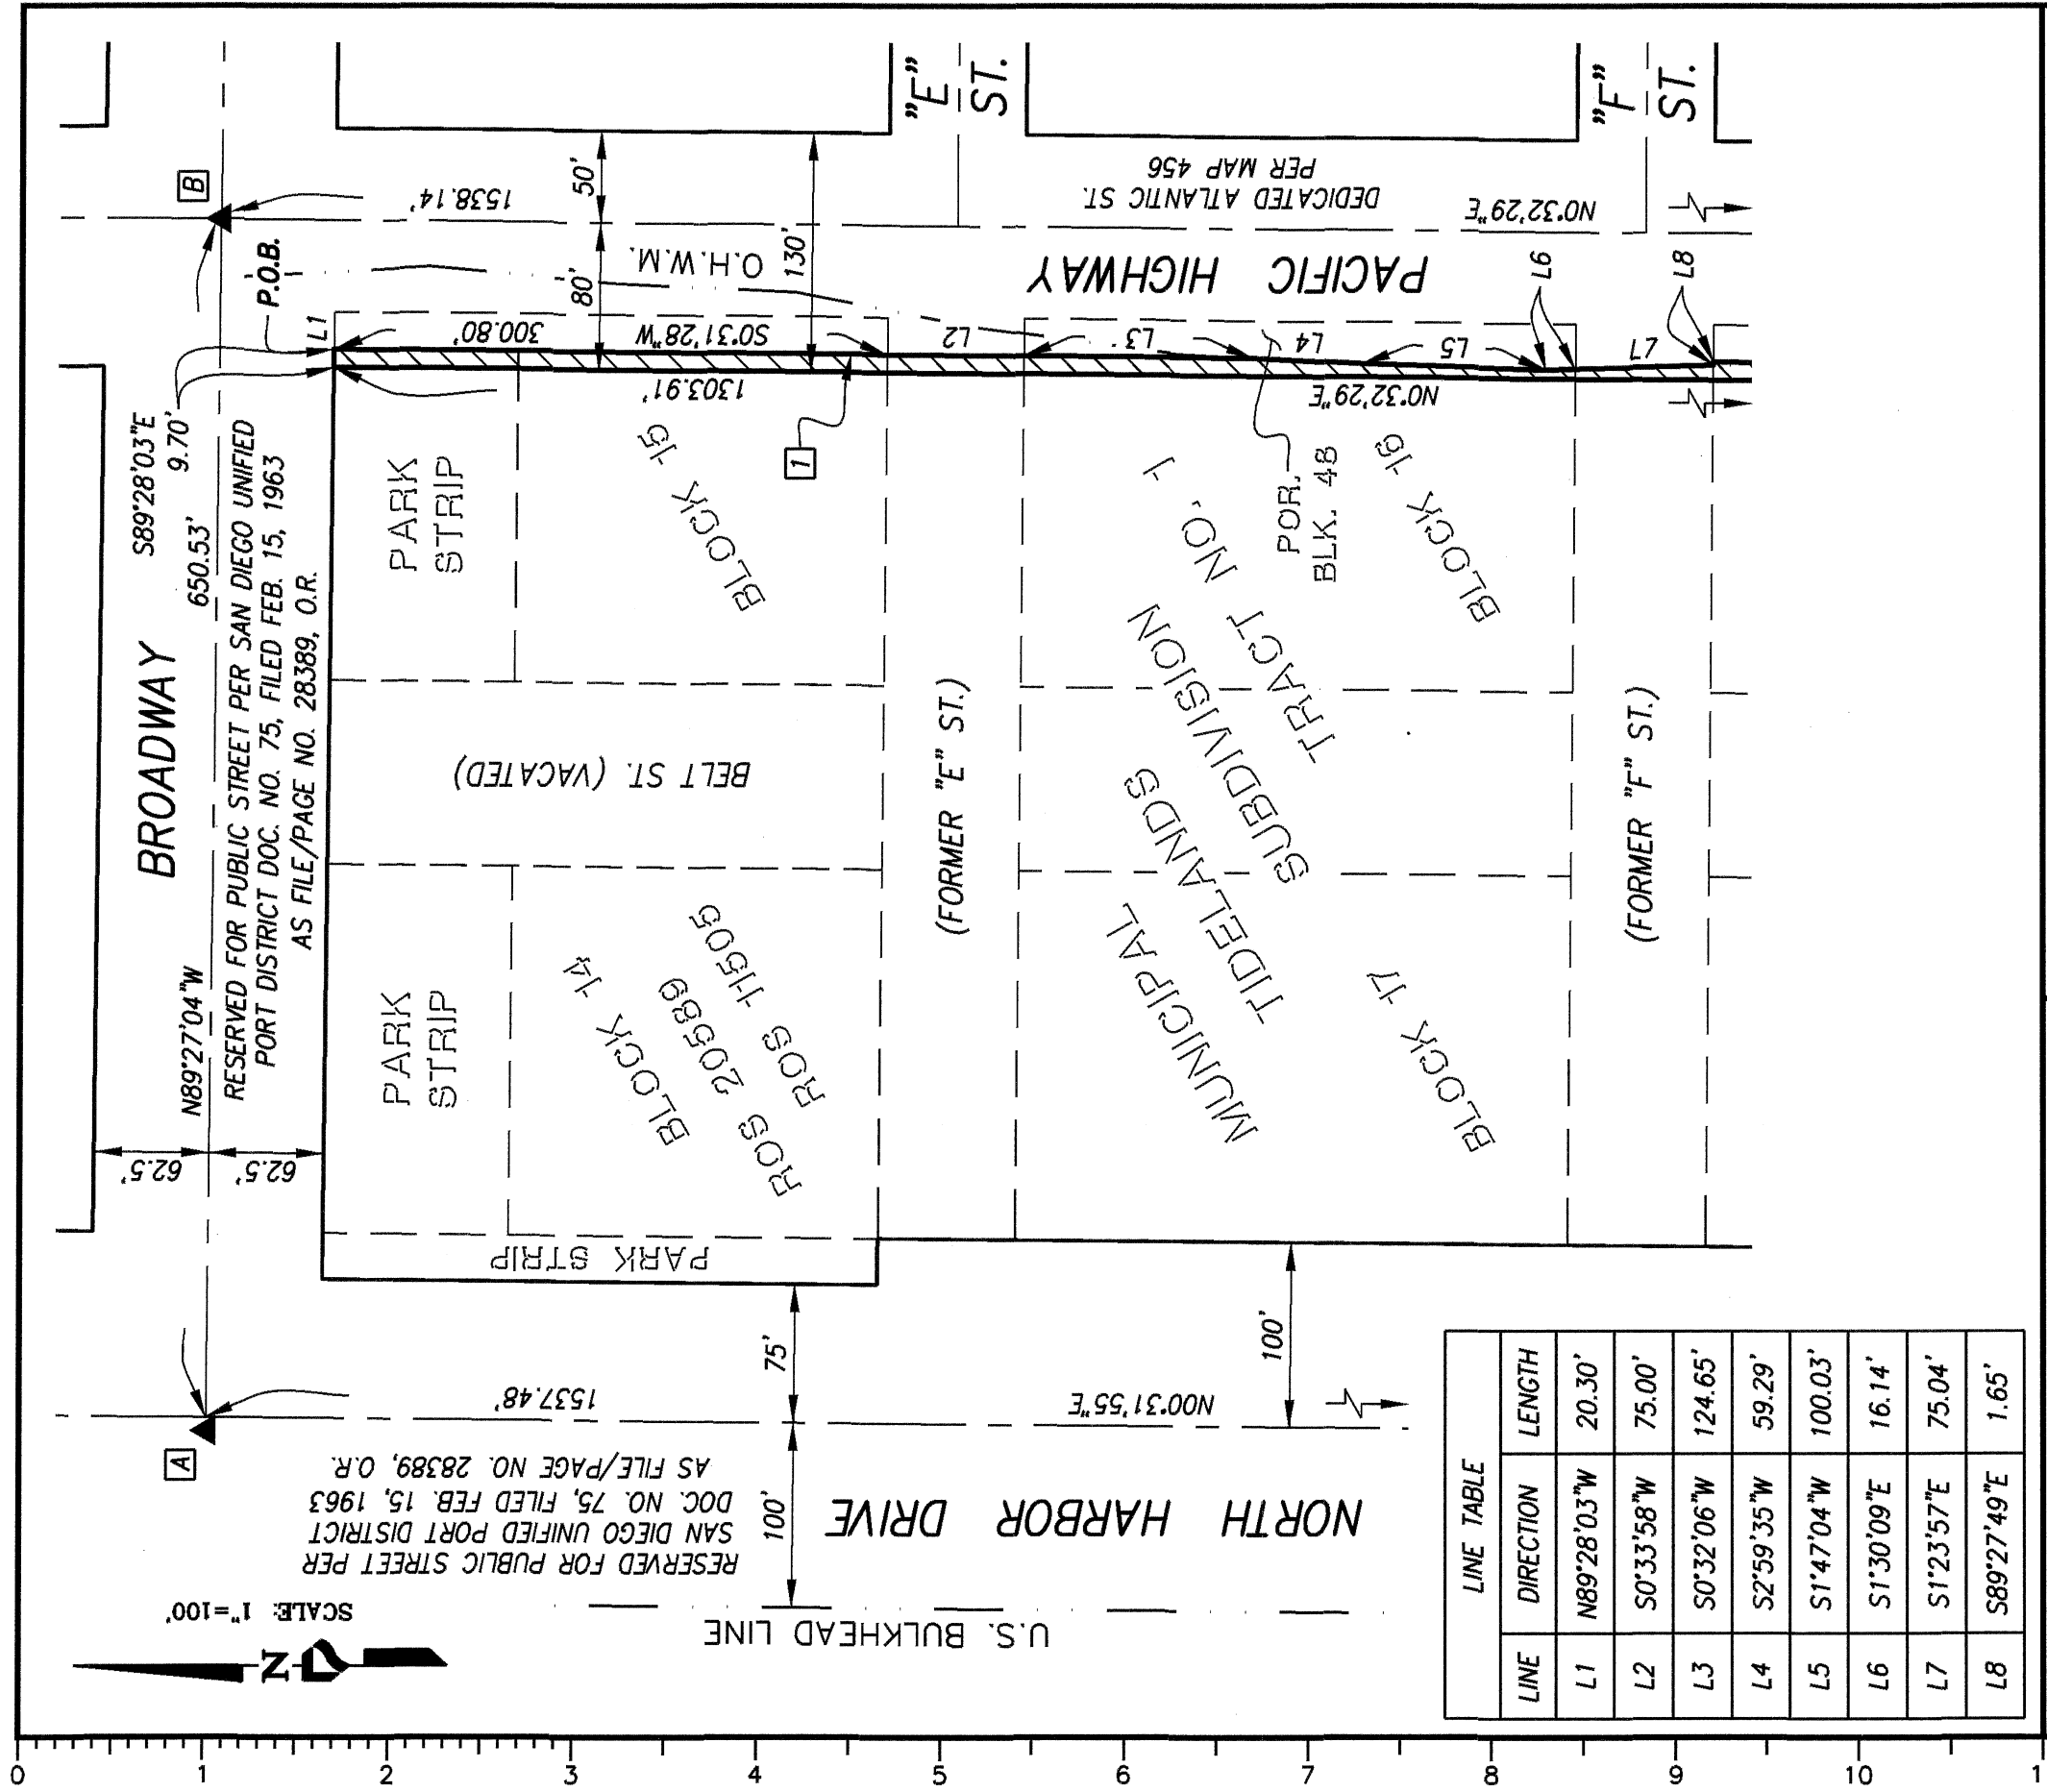 BROADWAY
S89°28'03"E
9.70'
650.53'
N89°27'04"W
RESERVED FOR PUBLIC STREET PER SAN DIEGO UNIFIED
PORT DISTRICT DOC. NO. 75, FILED FEB. 15, 1963
AS FILE/PAGE NO. 28389, O.R.
62.5'
62.5'
B
P.O.B.
L1
1538.14'
50'
80'
130'
O.H.W.M.
"E"
ST.
"F"
ST.
DEDICATED ATLANTIC ST.
PER MAP 456
N0°32'29"E
PACIFIC HIGHWAY
300.80'
S0°31'28"W
L2
L3
L4
L5
L6
L7
L8
1303.91'
N0°32'29"E
1
PARK
STRIP
BLOCK 15
POR.
BLK. 48
BLOCK 16
BELT ST. (VACATED)
(FORMER "E" ST.)
(FORMER "F" ST.)
MUNICIPAL
TIDELANDS
SUBDIVISION
TRACT NO. 1
PARK
STRIP
BLOCK 14
ROS 20589
ROS 11505
BLOCK 17
PARK STRIP
75'
100'
A
1537.48'
N00°31'55"E
100'
RESERVED FOR PUBLIC STREET PER
SAN DIEGO UNIFIED PORT DISTRICT
DOC. NO. 75, FILED FEB. 15, 1963
AS FILE/PAGE NO. 28389, O.R.
NORTH HARBOR DRIVE
U.S. BULKHEAD LINE
SCALE: 1"=100'
N
LINE TABLE
LINE DIRECTION LENGTH
L1 N89°28'03"W 20.30'
L2 S0°33'58"W 75.00'
L3 S0°32'06"W 124.65'
L4 S2°59'35"W 59.29'
L5 S1°47'04"W 100.03'
L6 S1°30'09"E 16.14'
L7 S1°23'57"E 75.04'
L8 S89°27'49"E 1.65'
0 1 2 3 4 5 6 7 8 9 10 1